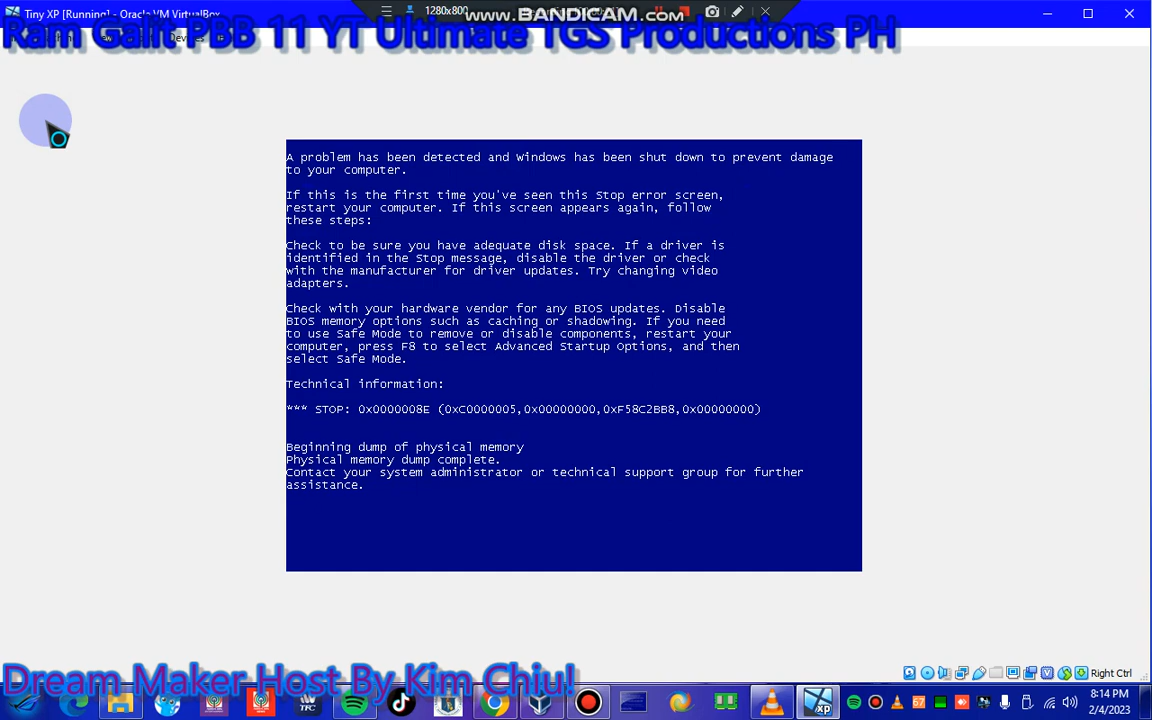 Tiny XP [Running] - Oracle VM VirtualBox
1280x800
www.BANDICAM.com
Ram Galit PBB 11 YT Ultimate TGS Productions PH
A problem has been detected and Windows has been shut down to prevent damage
to your computer.
If this is the first time you've seen this Stop error screen,
restart your computer. If this screen appears again, follow
these steps:
Check to be sure you have adequate disk space. If a driver is
identified in the Stop message, disable the driver or check
with the manufacturer for driver updates. Try changing video
adapters.
Check with your hardware vendor for any BIOS updates. Disable
BIOS memory options such as caching or shadowing. If you need
to use Safe Mode to remove or disable components, restart your
computer, press F8 to select Advanced Startup Options, and then
select Safe Mode.
Technical information:
*** STOP: 0x0000008E (0xC0000005,0x00000000,0xF58C2BB8,0x00000000)
Beginning dump of physical memory
Physical memory dump complete.
Contact your system administrator or technical support group for further
assistance.
Right Ctrl
Dream Maker Host By Kim Chiu!
TFC
XP
67
8:14 PM
2/4/2023